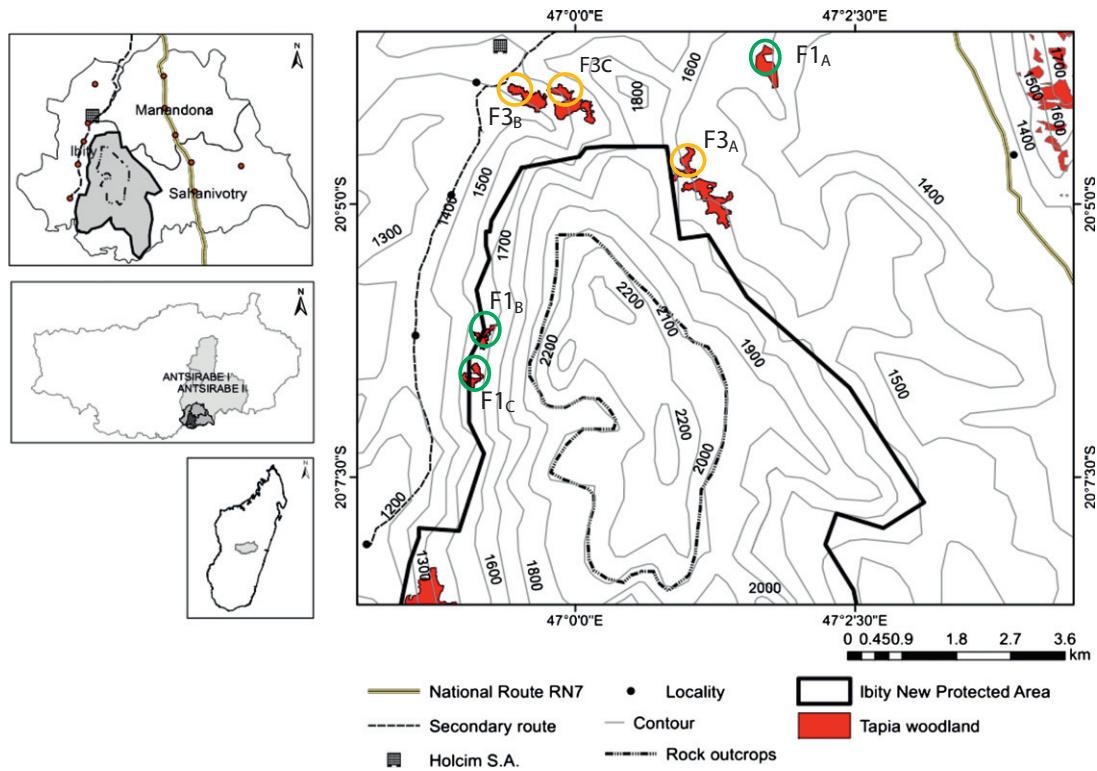 N
Manandona
Ibity
Sahanivotry
N
ANTSIRABE I
ANTSIRABE II
N
47°0'0"E
47°2'30"E
N
F1A
F3C
F3B
F3A
F1B
F1C
1600
1800
1700
1500
1600
1400
1400
1500
1400
1300
1700
2200
2100
1900
2200
1500
2200
2000
1200
1300
1600
1800
2000
20°5'0"S
20°7'30"S
20°5'0"S
20°7'30"S
47°0'0"E
47°2'30"E
0 0.45 0.9 1.8 2.7 3.6
km
National Route RN7
Locality
Ibity New Protected Area
Secondary route
Contour
Tapia woodland
Holcim S.A.
Rock outcrops